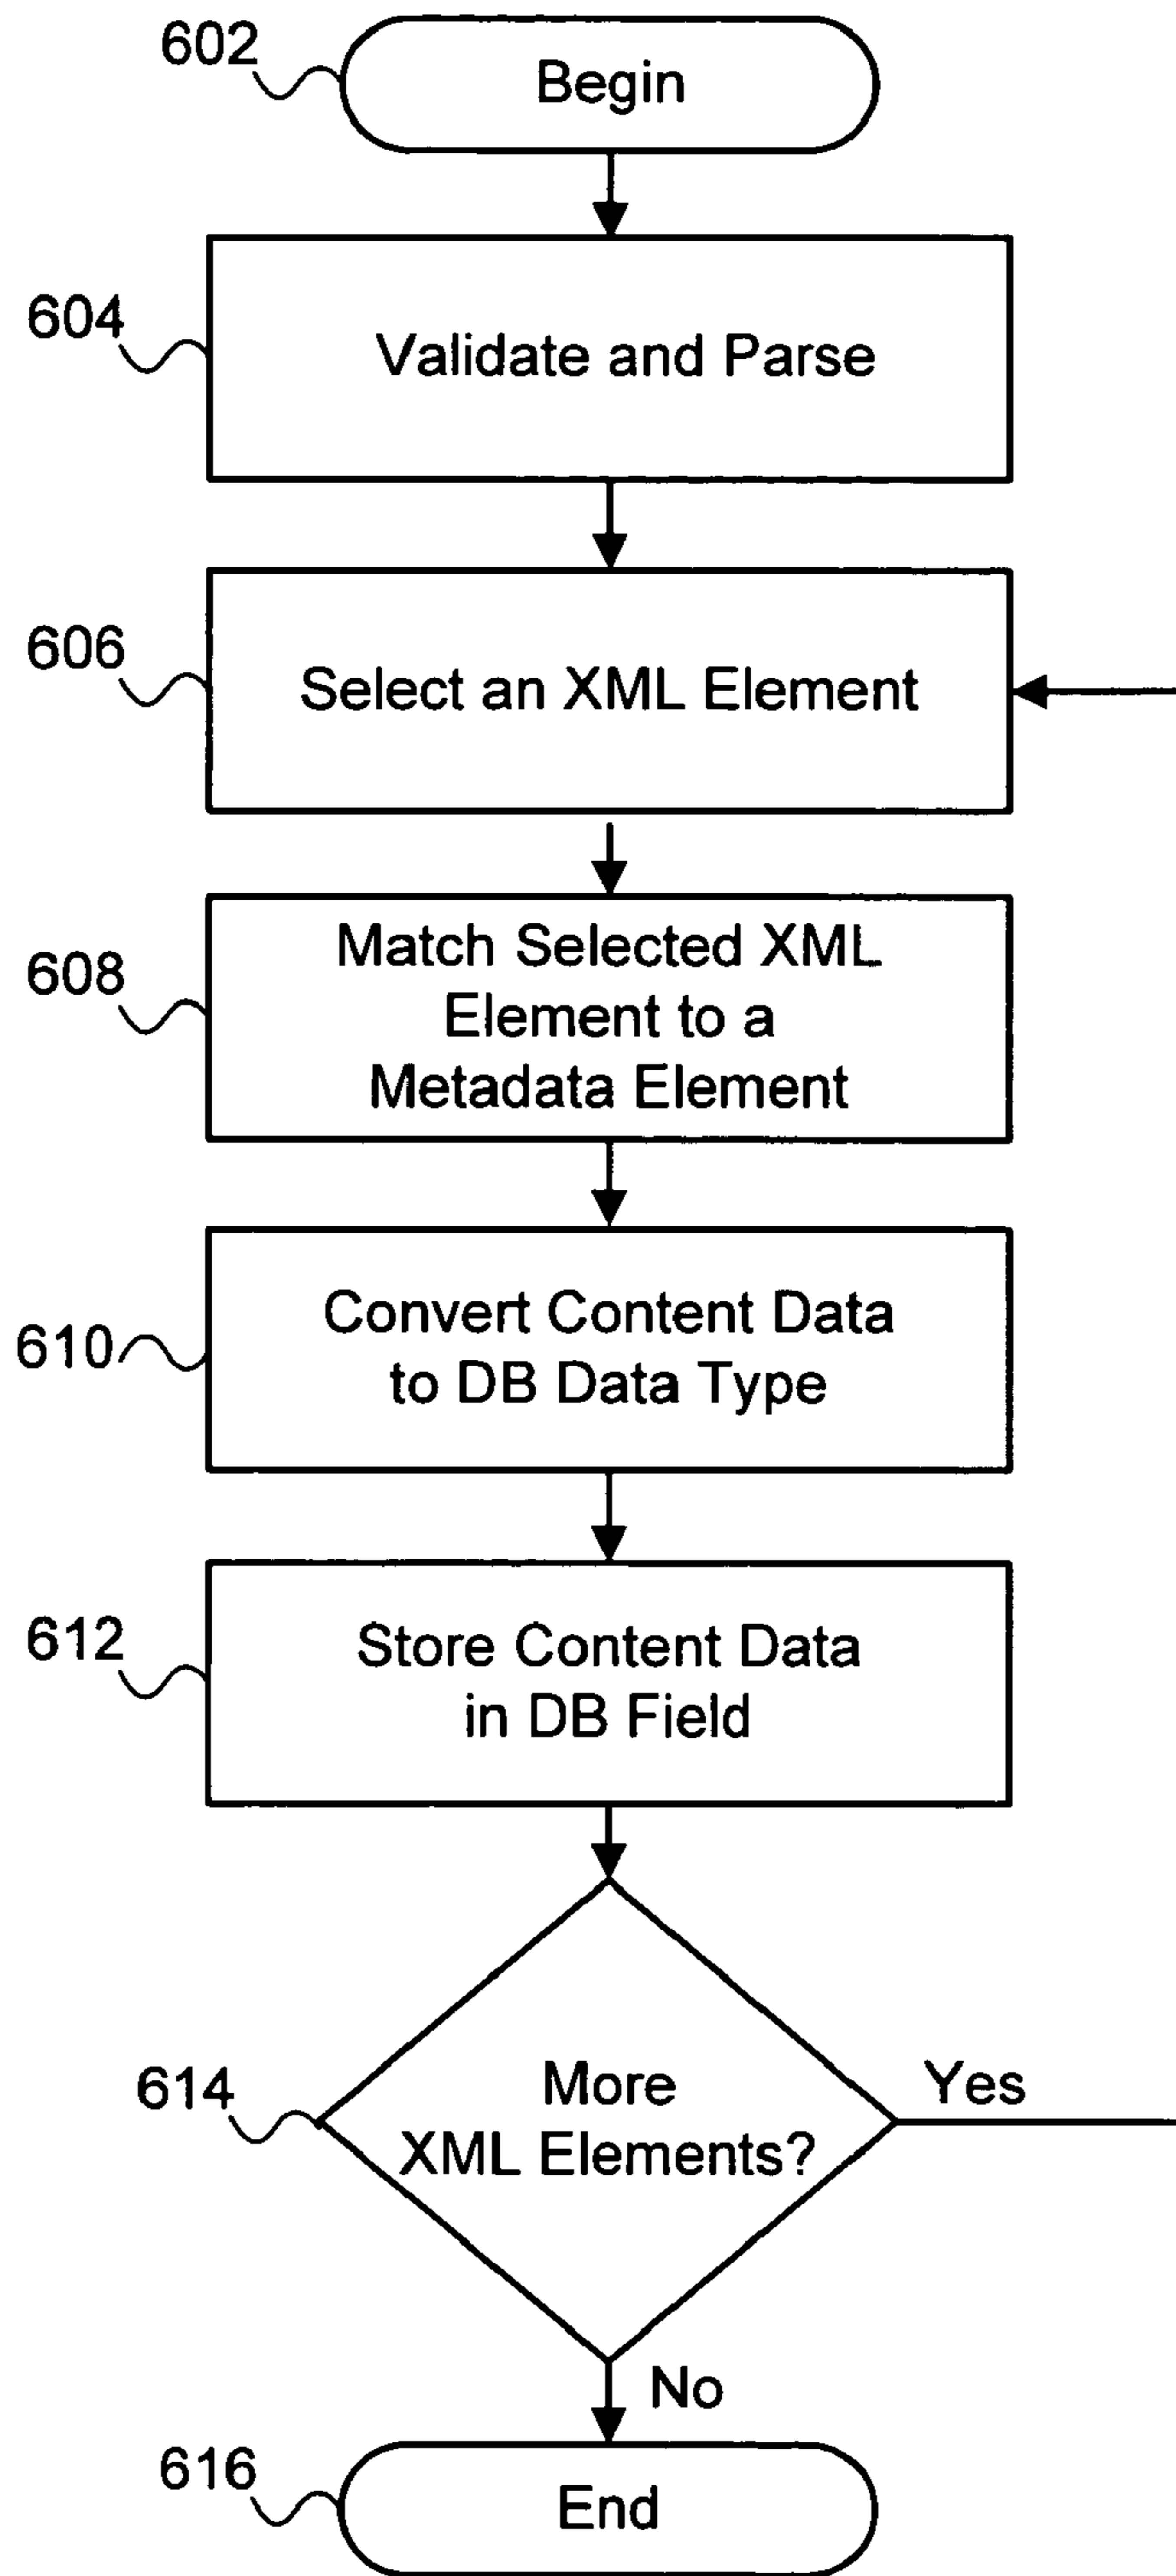 602
Begin
604
Validate and Parse
606
Select an XML Element
608
Match Selected XML
Element to a
Metadata Element
610
Convert Content Data
to DB Data Type
612
Store Content Data
in DB Field
614
More
XML Elements?
Yes
No
616
End